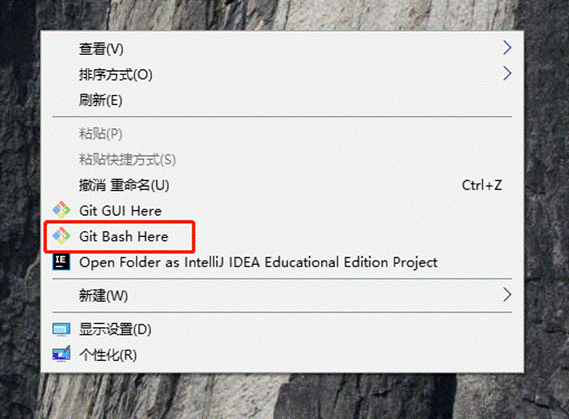 查看(V)
排序方式(O)
刷新(E)
粘贴(P)
粘贴快捷方式(S)
撤消 重命名(U) Ctrl+Z
Git GUI Here
Git Bash Here
IE Open Folder as IntelliJ IDEA Educational Edition Project
新建(W)
显示设置(D)
个性化(R)